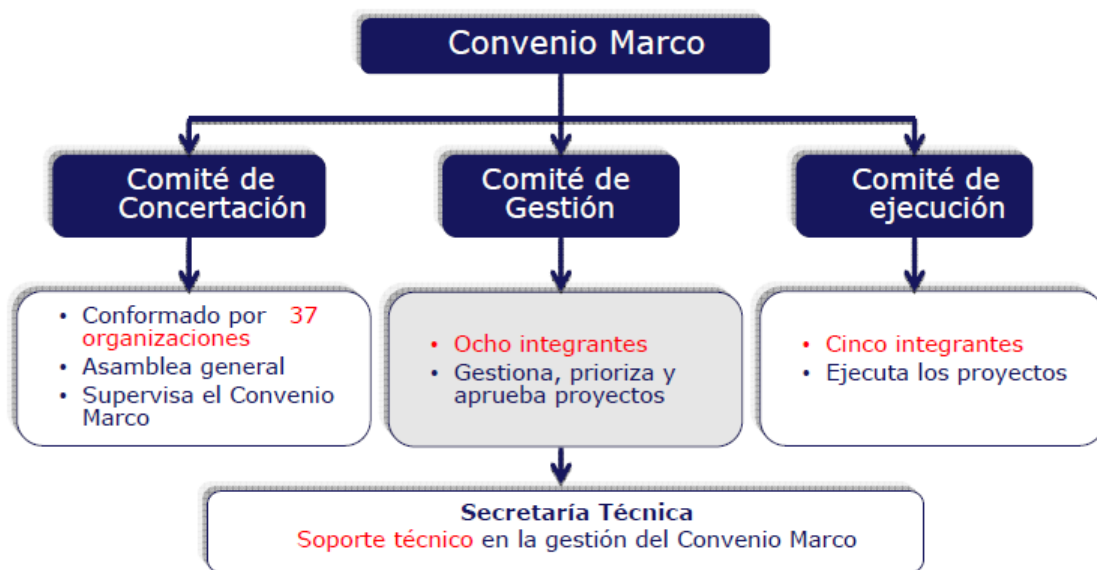 Convenio Marco
Comité de
Concertación
Comité de
Gestión
Comité de
ejecución
• Conformado por 37
organizaciones
• Asamblea general
• Supervisa el Convenio
Marco
• Ocho integrantes
• Gestiona, prioriza y
aprueba proyectos
• Cinco integrantes
• Ejecuta los proyectos
Secretaría Técnica
Soporte técnico en la gestión del Convenio Marco